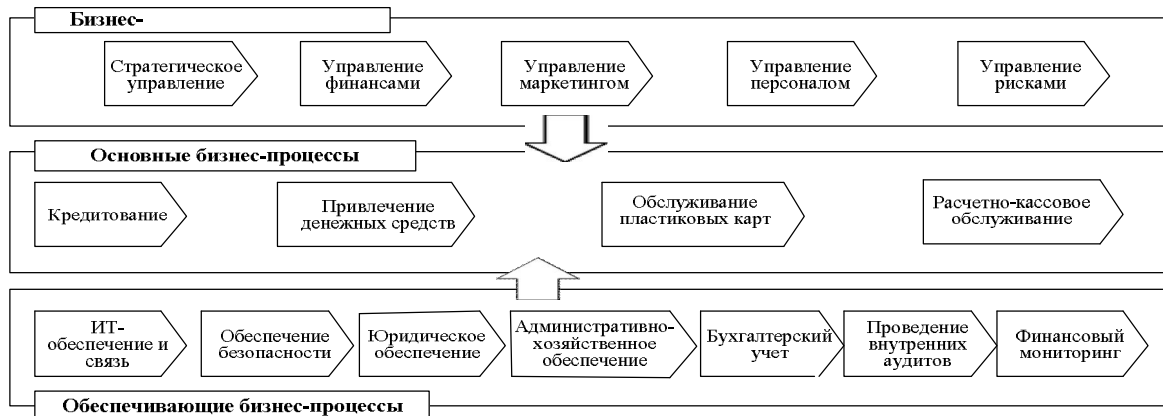 Бизнес-
Стратегическое
управление
Управление
финансами
Управление
маркетингом
Управление
персоналом
Управление
рисками
Основные бизнес-процессы
Кредитование
Привлечение
денежных средств
Обслуживание
пластиковых карт
Расчетно-кассовое
обслуживание
ИТ-
обеспечение и
связь
Обеспечение
безопасности
Юридическое
обеспечение
Административно-
хозяйственное
обеспечение
Бухгалтерский
учет
Проведение
внутренних
аудитов
Финансовый
мониторинг
Обеспечивающие бизнес-процессы